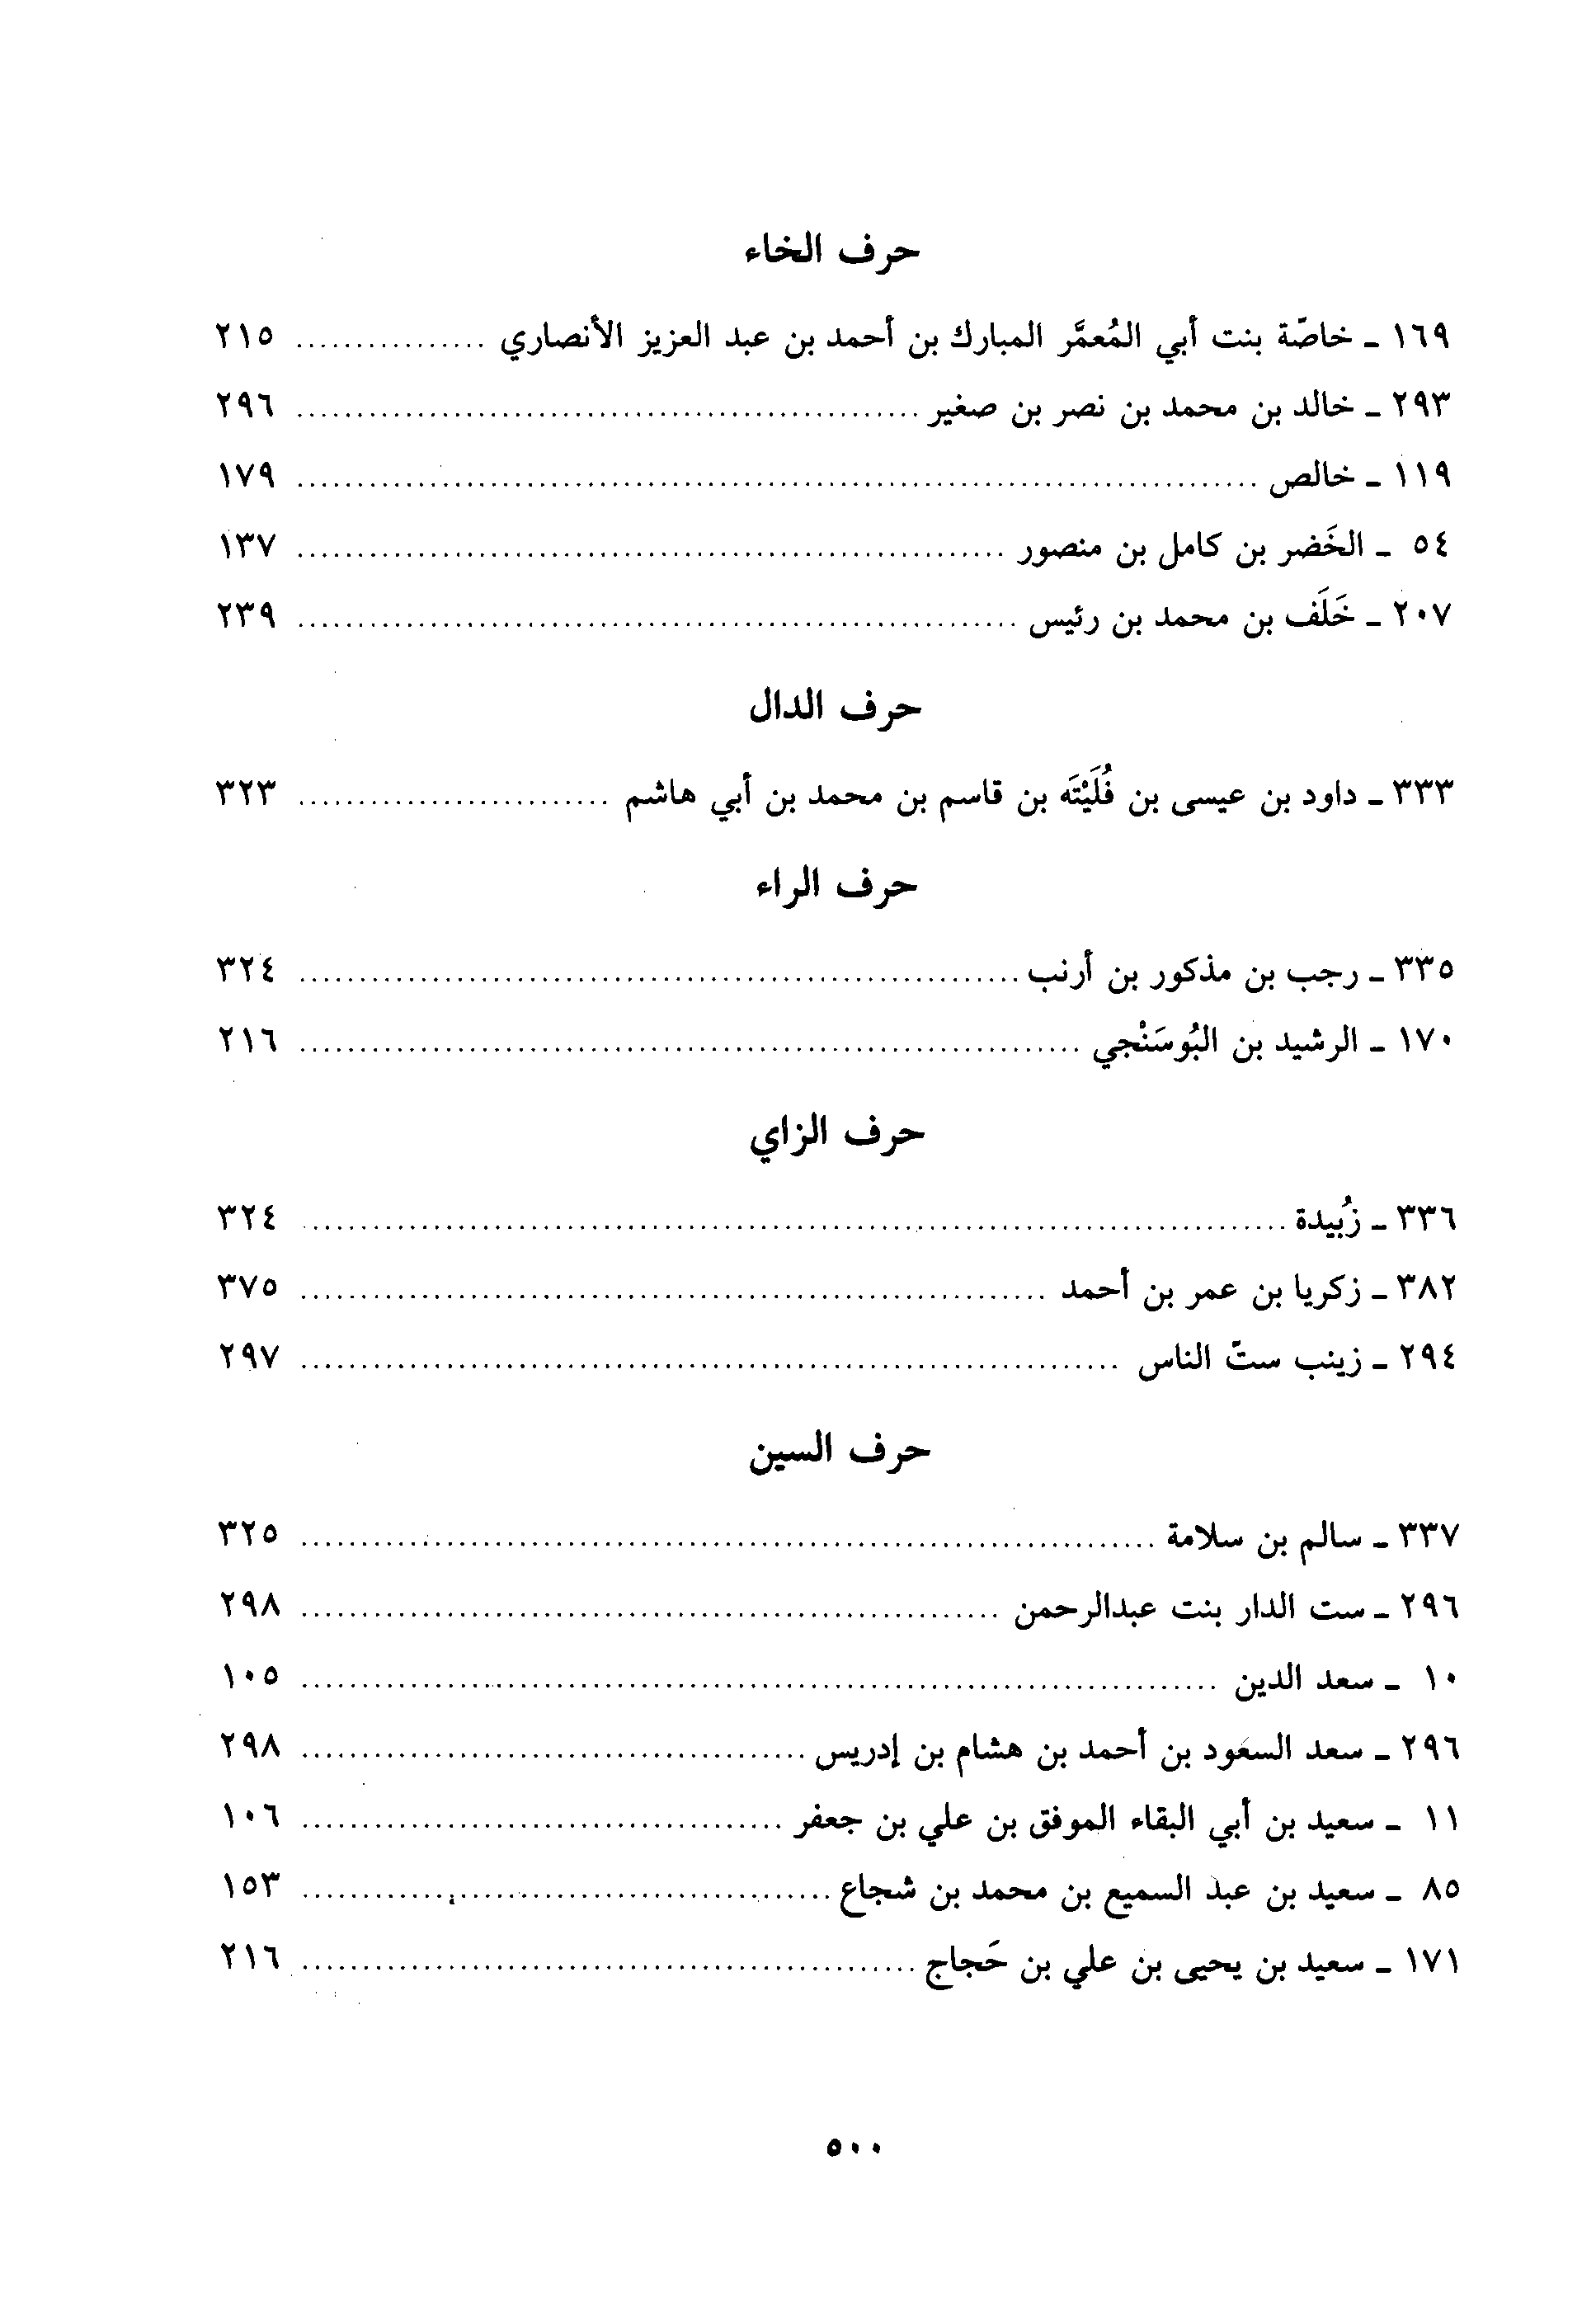 حرف الخاء
١٦٩ ـ خاصّة بنت أبي المُعمَّر المبارك بن أحمد بن عبد العزيز الأنصاري ................ ٢١٥
٢٩٣ ـ خالد بن محمد بن نصر بن صغير ................ ٢٩٦
١١٩ ـ خالص ................ ١٧٩
٥٤ ـ الخَضر بن كامل بن منصور ................ ١٣٧
٢٠٧ ـ خَلَف بن محمد بن رئيس ................ ٢٣٩
حرف الدال
٣٣٣ ـ داود بن عيسى بن فُلَيْتَه بن قاسم بن محمد بن أبي هاشم ................ ٣٢٣
حرف الراء
٣٣٥ ـ رجب بن مذكور بن أرنب ................ ٣٢٤
١٧٠ ـ الرشيد بن البُوسَنْجي ................ ٢١٦
حرف الزاي
٣٣٦ ـ زُبيدة ................ ٣٢٤
٣٨٢ ـ زكريا بن عمر بن أحمد ................ ٣٧٥
٢٩٤ ـ زينب ستّ الناس ................ ٢٩٧
حرف السين
٣٣٧ ـ سالم بن سلامة ................ ٣٢٥
٢٩٦ ـ ست الدار بنت عبدالرحمن ................ ٢٩٨
١٠ ـ سعد الدين ................ ١٠٥
٢٩٦ ـ سعد السعود بن أحمد بن هشام بن إدريس ................ ٢٩٨
١١ ـ سعيد بن أبي البقاء الموفق بن علي بن جعفر ................ ١٠٦
٨٥ ـ سعيد بن عبد السميع بن محمد بن شجاع ................ ١٥٣
١٧١ ـ سعيد بن يحيى بن علي بن حَجاج ................ ٢١٦
٥٠٠